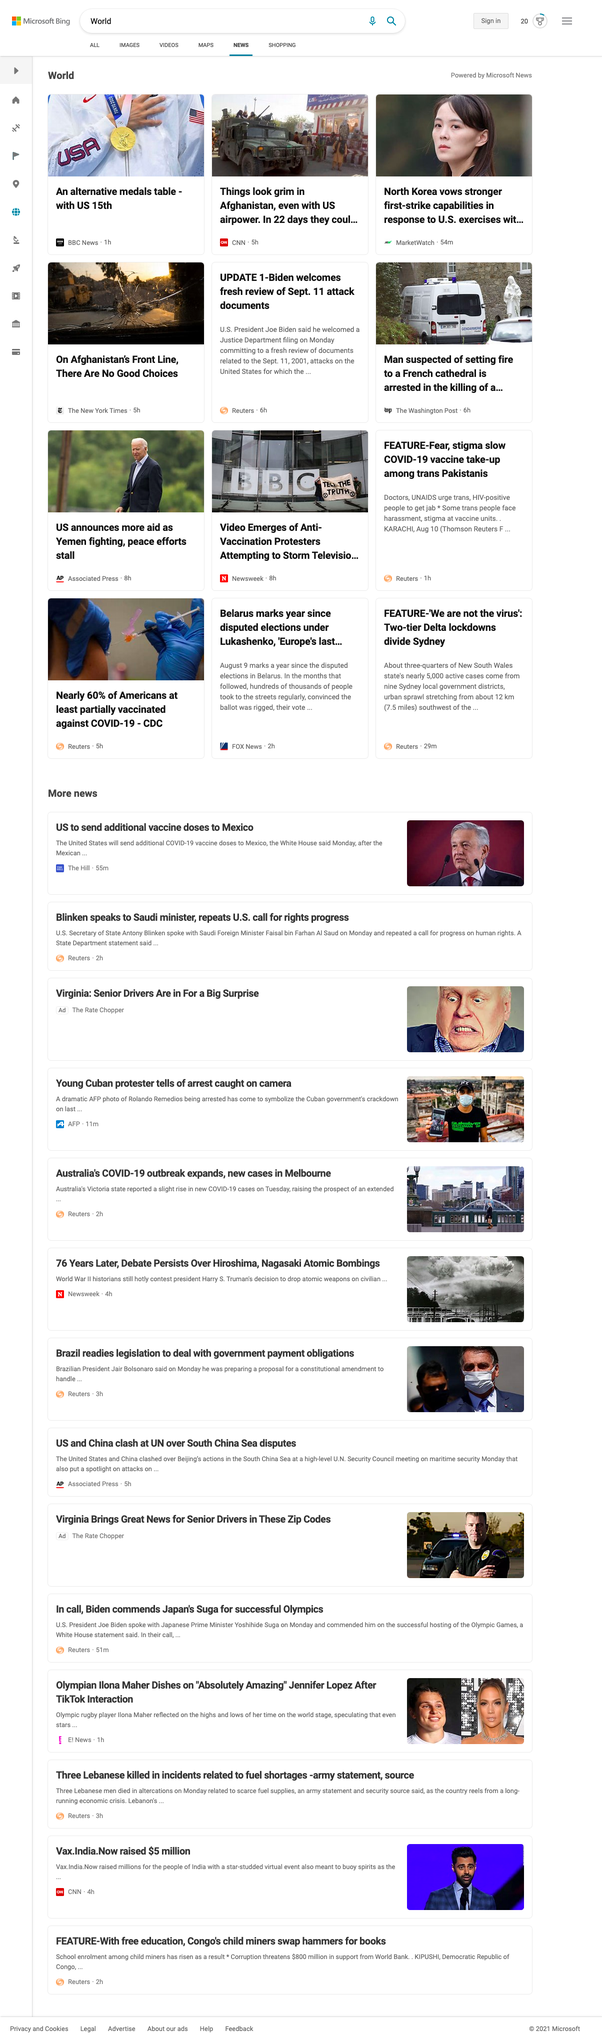 Microsoft Bing
World
Sign in
20
ALL
IMAGES
VIDEOS
MAPS
NEWS
SHOPPING
World
Powered by Microsoft News
USA
An alternative medals table -
with US 15th
BBC News · 1h
Things look grim in
Afghanistan, even with US
airpower. In 22 days they coul...
CNN · 5h
North Korea vows stronger
first-strike capabilities in
response to U.S. exercises wit...
MarketWatch · 54m
On Afghanistan's Front Line,
There Are No Good Choices
The New York Times · 5h
UPDATE 1-Biden welcomes
fresh review of Sept. 11 attack
documents
U.S. President Joe Biden said he welcomed a
Justice Department filing on Monday
committing to a fresh review of documents
related to the Sept. 11, 2001, attacks on the
United States for which the ...
Reuters · 6h
Man suspected of setting fire
to a French cathedral is
arrested in the killing of a...
The Washington Post · 6h
US announces more aid as
Yemen fighting, peace efforts
stall
AP
Associated Press · 8h
BBC
TELL THE
TRUTH
Video Emerges of Anti-
Vaccination Protesters
Attempting to Storm Televisio...
Newsweek · 8h
FEATURE-Fear, stigma slow
COVID-19 vaccine take-up
among trans Pakistanis
Doctors, UNAIDS urge trans, HIV-positive
people to get jab * Some trans people face
harassment, stigma at vaccine units. .
KARACHI, Aug 10 (Thomson Reuters F ...
Reuters · 1h
Nearly 60% of Americans at
least partially vaccinated
against COVID-19 - CDC
Reuters · 5h
Belarus marks year since
disputed elections under
Lukashenko, 'Europe's last...
August 9 marks a year since the disputed
elections in Belarus. In the months that
followed, hundreds of thousands of people
took to the streets regularly, convinced the
ballot was rigged, their vote ...
FOX News · 2h
FEATURE-'We are not the virus':
Two-tier Delta lockdowns
divide Sydney
About three-quarters of New South Wales
state's nearly 5,000 active cases come from
nine Sydney local government districts,
urban sprawl stretching from about 12 km
(7.5 miles) southwest of the ...
Reuters · 29m
More news
US to send additional vaccine doses to Mexico
The United States will send additional COVID-19 vaccine doses to Mexico, the White House said Monday, after the
Mexican ...
The Hill · 55m
Blinken speaks to Saudi minister, repeats U.S. call for rights progress
U.S. Secretary of State Antony Blinken spoke with Saudi Foreign Minister Faisal bin Farhan Al Saud on Monday and repeated a call for progress on human rights. A
State Department statement said ...
Reuters · 2h
Virginia: Senior Drivers Are in For a Big Surprise
Ad The Rate Chopper
Young Cuban protester tells of arrest caught on camera
A dramatic AFP photo of Rolando Remedios being arrested has come to symbolize the Cuban government's crackdown
on last ...
AFP · 11m
Australia's COVID-19 outbreak expands, new cases in Melbourne
Australia's Victoria state reported a slight rise in new COVID-19 cases on Tuesday, raising the prospect of an extended
...
Reuters · 2h
76 Years Later, Debate Persists Over Hiroshima, Nagasaki Atomic Bombings
World War II historians still hotly contest president Harry S. Truman's decision to drop atomic weapons on civilian ...
Newsweek · 4h
Brazil readies legislation to deal with government payment obligations
Brazilian President Jair Bolsonaro said on Monday he was preparing a proposal for a constitutional amendment to
handle ...
Reuters · 3h
US and China clash at UN over South China Sea disputes
The United States and China clashed over Beijing's actions in the South China Sea at a high-level U.N. Security Council meeting on maritime security Monday that
also put a spotlight on attacks on ...
AP
Associated Press · 5h
Virginia Brings Great News for Senior Drivers in These Zip Codes
Ad The Rate Chopper
In call, Biden commends Japan's Suga for successful Olympics
U.S. President Joe Biden spoke with Japanese Prime Minister Yoshihide Suga on Monday and commended him on the successful hosting of the Olympic Games, a
White House statement said. In their call, ...
Reuters · 51m
Olympian Ilona Maher Dishes on "Absolutely Amazing" Jennifer Lopez After
TikTok Interaction
Olympic rugby player Ilona Maher reflected on the highs and lows of her time on the world stage, speculating that even
stars ...
E! News · 1h
Three Lebanese killed in incidents related to fuel shortages -army statement, source
Three Lebanese men died in altercations on Monday related to scarce fuel supplies, an army statement and security source said, as the country reels from a long-
running economic crisis. Lebanon's ...
Reuters · 3h
Vax.India.Now raised $5 million
Vax.India.Now raised millions for the people of India with a star-studded virtual event also meant to buoy spirits as the
...
CNN · 4h
FEATURE-With free education, Congo's child miners swap hammers for books
School enrolment among child miners has risen as a result * Corruption threatens $800 million in support from World Bank. . KIPUSHI, Democratic Republic of
Congo, ...
Reuters · 2h
Privacy and Cookies
Legal
Advertise
About our ads
Help
Feedback
© 2021 Microsoft